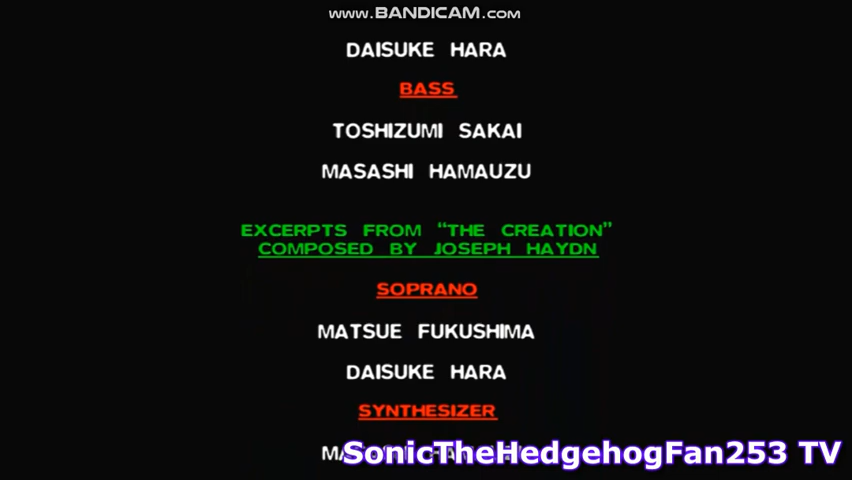 www.BANDICAM.com
DAISUKE HARA
BASS
TOSHIZUMI SAKAI
MASASHI HAMAUZU
EXCERPTS FROM "THE CREATION"
COMPOSED BY JOSEPH HAYDN
SOPRANO
MATSUE FUKUSHIMA
DAISUKE HARA
SYNTHESIZER
SonicTheHedgehogFan253 TV